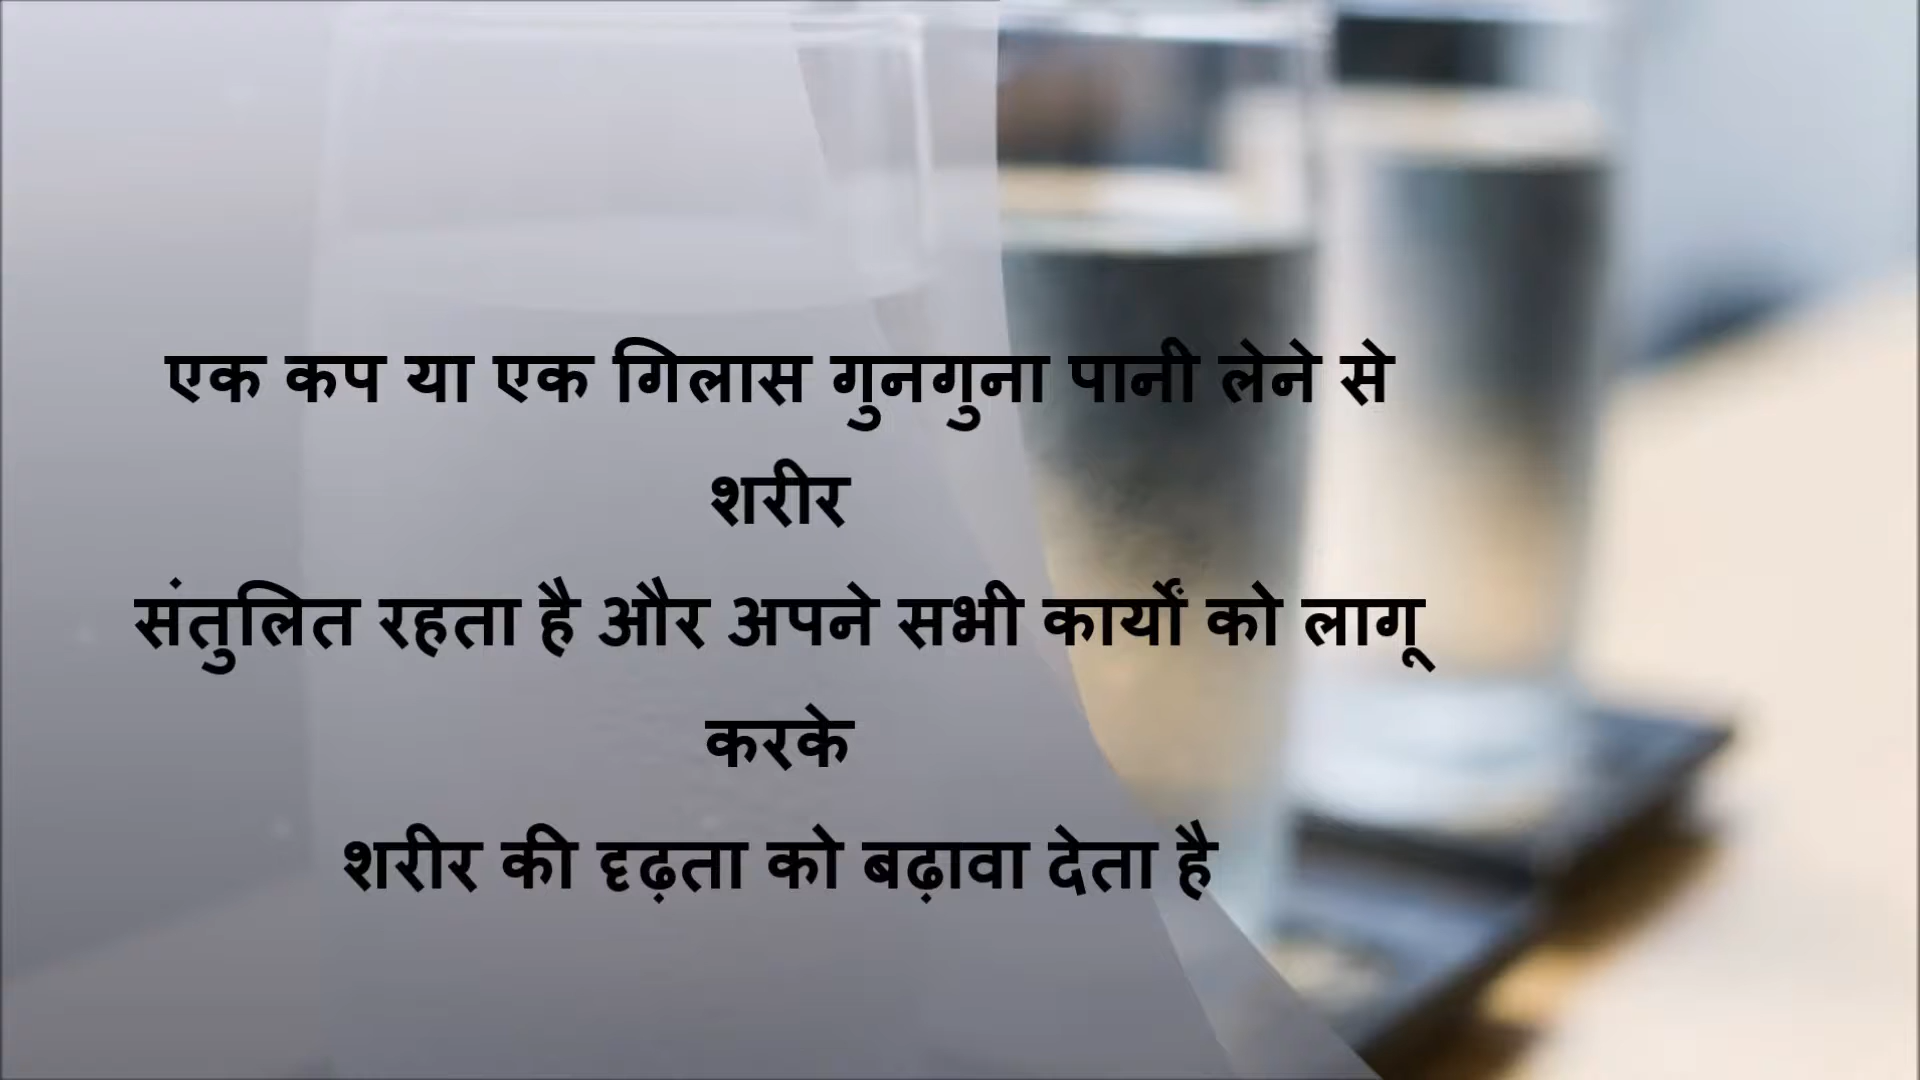 एक कप या एक गिलास गुनगुना पानी लेने से
शरीर
संतुलित रहता है और अपने सभी कार्यों को लागू
करके
शरीर की दृढ़ता को बढ़ावा देता है